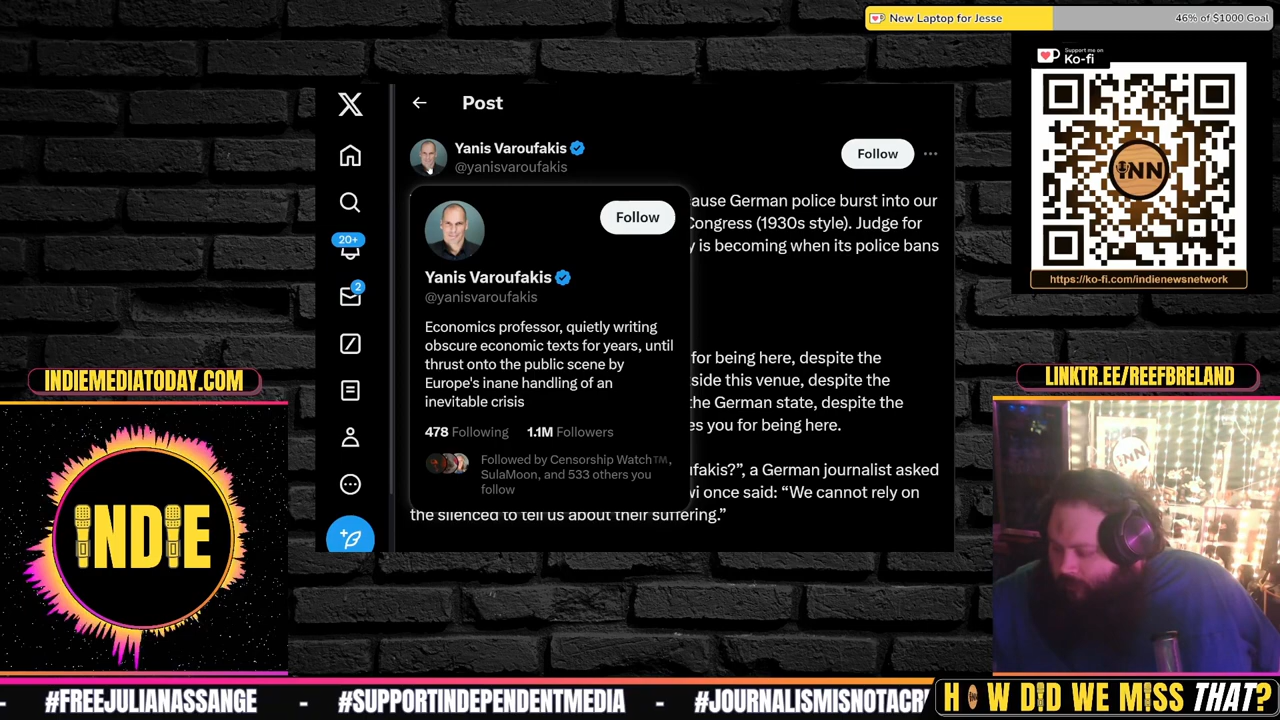 New Laptop for Jesse
46% of $1000 Goal
Support me on
Ko-fi
iNN
https://ko-fi.com/indienewsnetwork
Post
Yanis Varoufakis
@yanisvaroufakis
Follow
ause German police burst into our
Congress (1930s style). Judge for
y is becoming when its police bans
Follow
Yanis Varoufakis
@yanisvaroufakis
Economics professor, quietly writing
obscure economic texts for years, until
thrust onto the public scene by
Europe's inane handling of an
inevitable crisis
478 Following 1.1M Followers
Followed by Censorship Watch™,
SulaMoon, and 533 others you
follow
for being here, despite the
side this venue, despite the
the German state, despite the
es you for being here.
ufakis?”, a German journalist asked
vi once said: “We cannot rely on
the silenced to tell us about their suffering.”
20+
2
INDIEMEDIATODAY.COM
INDIE
LINKTR.EE/REEFBRELAND
iNN
- #FREEJULIANASSANGE - #SUPPORTINDEPENDENTMEDIA - #JOURNALISMISNOTACR
HOW DID WE MISS THAT?